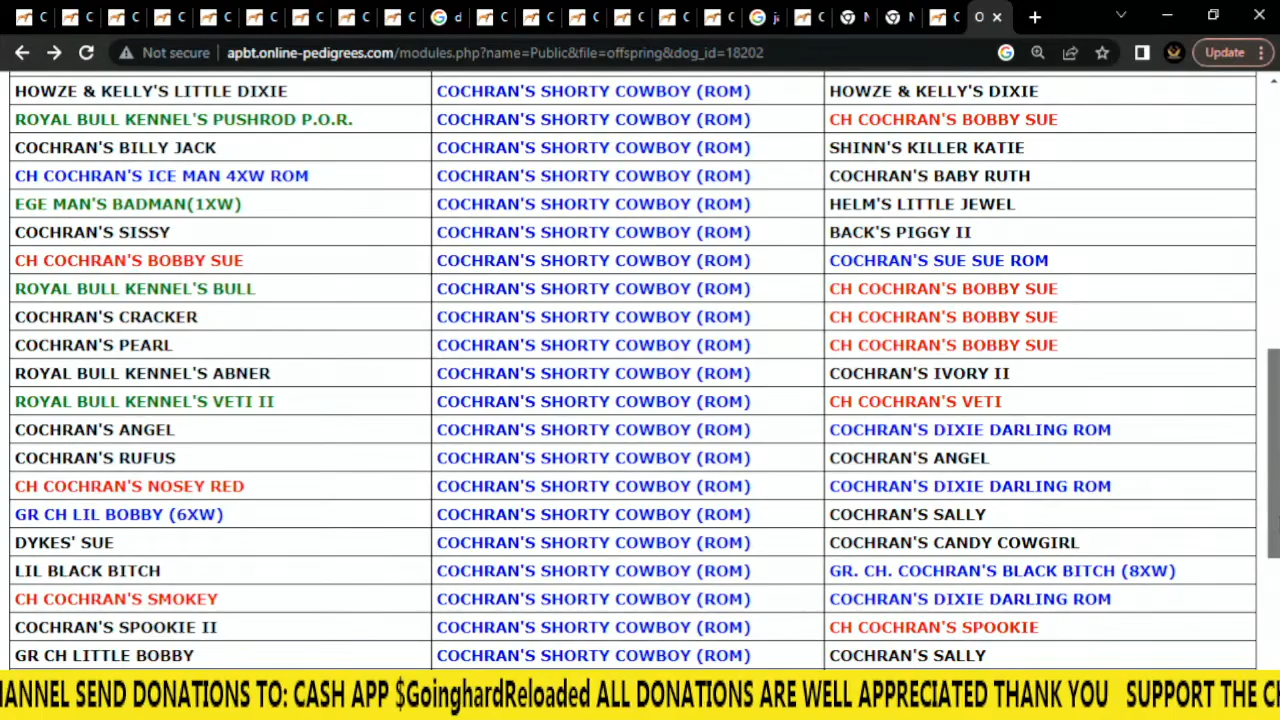 C C C C C C C C C G d C C C C C C G j C N N C O
Not secure apbt.online-pedigrees.com/modules.php?name=Public&file=offspring&dog_id=18202 Update
HOWZE & KELLY'S LITTLE DIXIE COCHRAN'S SHORTY COWBOY (ROM) HOWZE & KELLY'S DIXIE
ROYAL BULL KENNEL'S PUSHROD P.O.R. COCHRAN'S SHORTY COWBOY (ROM) CH COCHRAN'S BOBBY SUE
COCHRAN'S BILLY JACK COCHRAN'S SHORTY COWBOY (ROM) SHINN'S KILLER KATIE
CH COCHRAN'S ICE MAN 4XW ROM COCHRAN'S SHORTY COWBOY (ROM) COCHRAN'S BABY RUTH
EGE MAN'S BADMAN(1XW) COCHRAN'S SHORTY COWBOY (ROM) HELM'S LITTLE JEWEL
COCHRAN'S SISSY COCHRAN'S SHORTY COWBOY (ROM) BACK'S PIGGY II
CH COCHRAN'S BOBBY SUE COCHRAN'S SHORTY COWBOY (ROM) COCHRAN'S SUE SUE ROM
ROYAL BULL KENNEL'S BULL COCHRAN'S SHORTY COWBOY (ROM) CH COCHRAN'S BOBBY SUE
COCHRAN'S CRACKER COCHRAN'S SHORTY COWBOY (ROM) CH COCHRAN'S BOBBY SUE
COCHRAN'S PEARL COCHRAN'S SHORTY COWBOY (ROM) CH COCHRAN'S BOBBY SUE
ROYAL BULL KENNEL'S ABNER COCHRAN'S SHORTY COWBOY (ROM) COCHRAN'S IVORY II
ROYAL BULL KENNEL'S VETI II COCHRAN'S SHORTY COWBOY (ROM) CH COCHRAN'S VETI
COCHRAN'S ANGEL COCHRAN'S SHORTY COWBOY (ROM) COCHRAN'S DIXIE DARLING ROM
COCHRAN'S RUFUS COCHRAN'S SHORTY COWBOY (ROM) COCHRAN'S ANGEL
CH COCHRAN'S NOSEY RED COCHRAN'S SHORTY COWBOY (ROM) COCHRAN'S DIXIE DARLING ROM
GR CH LIL BOBBY (6XW) COCHRAN'S SHORTY COWBOY (ROM) COCHRAN'S SALLY
DYKES' SUE COCHRAN'S SHORTY COWBOY (ROM) COCHRAN'S CANDY COWGIRL
LIL BLACK BITCH COCHRAN'S SHORTY COWBOY (ROM) GR. CH. COCHRAN'S BLACK BITCH (8XW)
CH COCHRAN'S SMOKEY COCHRAN'S SHORTY COWBOY (ROM) COCHRAN'S DIXIE DARLING ROM
COCHRAN'S SPOOKIE II COCHRAN'S SHORTY COWBOY (ROM) CH COCHRAN'S SPOOKIE
GR CH LITTLE BOBBY COCHRAN'S SHORTY COWBOY (ROM) COCHRAN'S SALLY
HANNEL SEND DONATIONS TO: CASH APP $GoinghardReloaded ALL DONATIONS ARE WELL APPRECIATED THANK YOU SUPPORT THE C